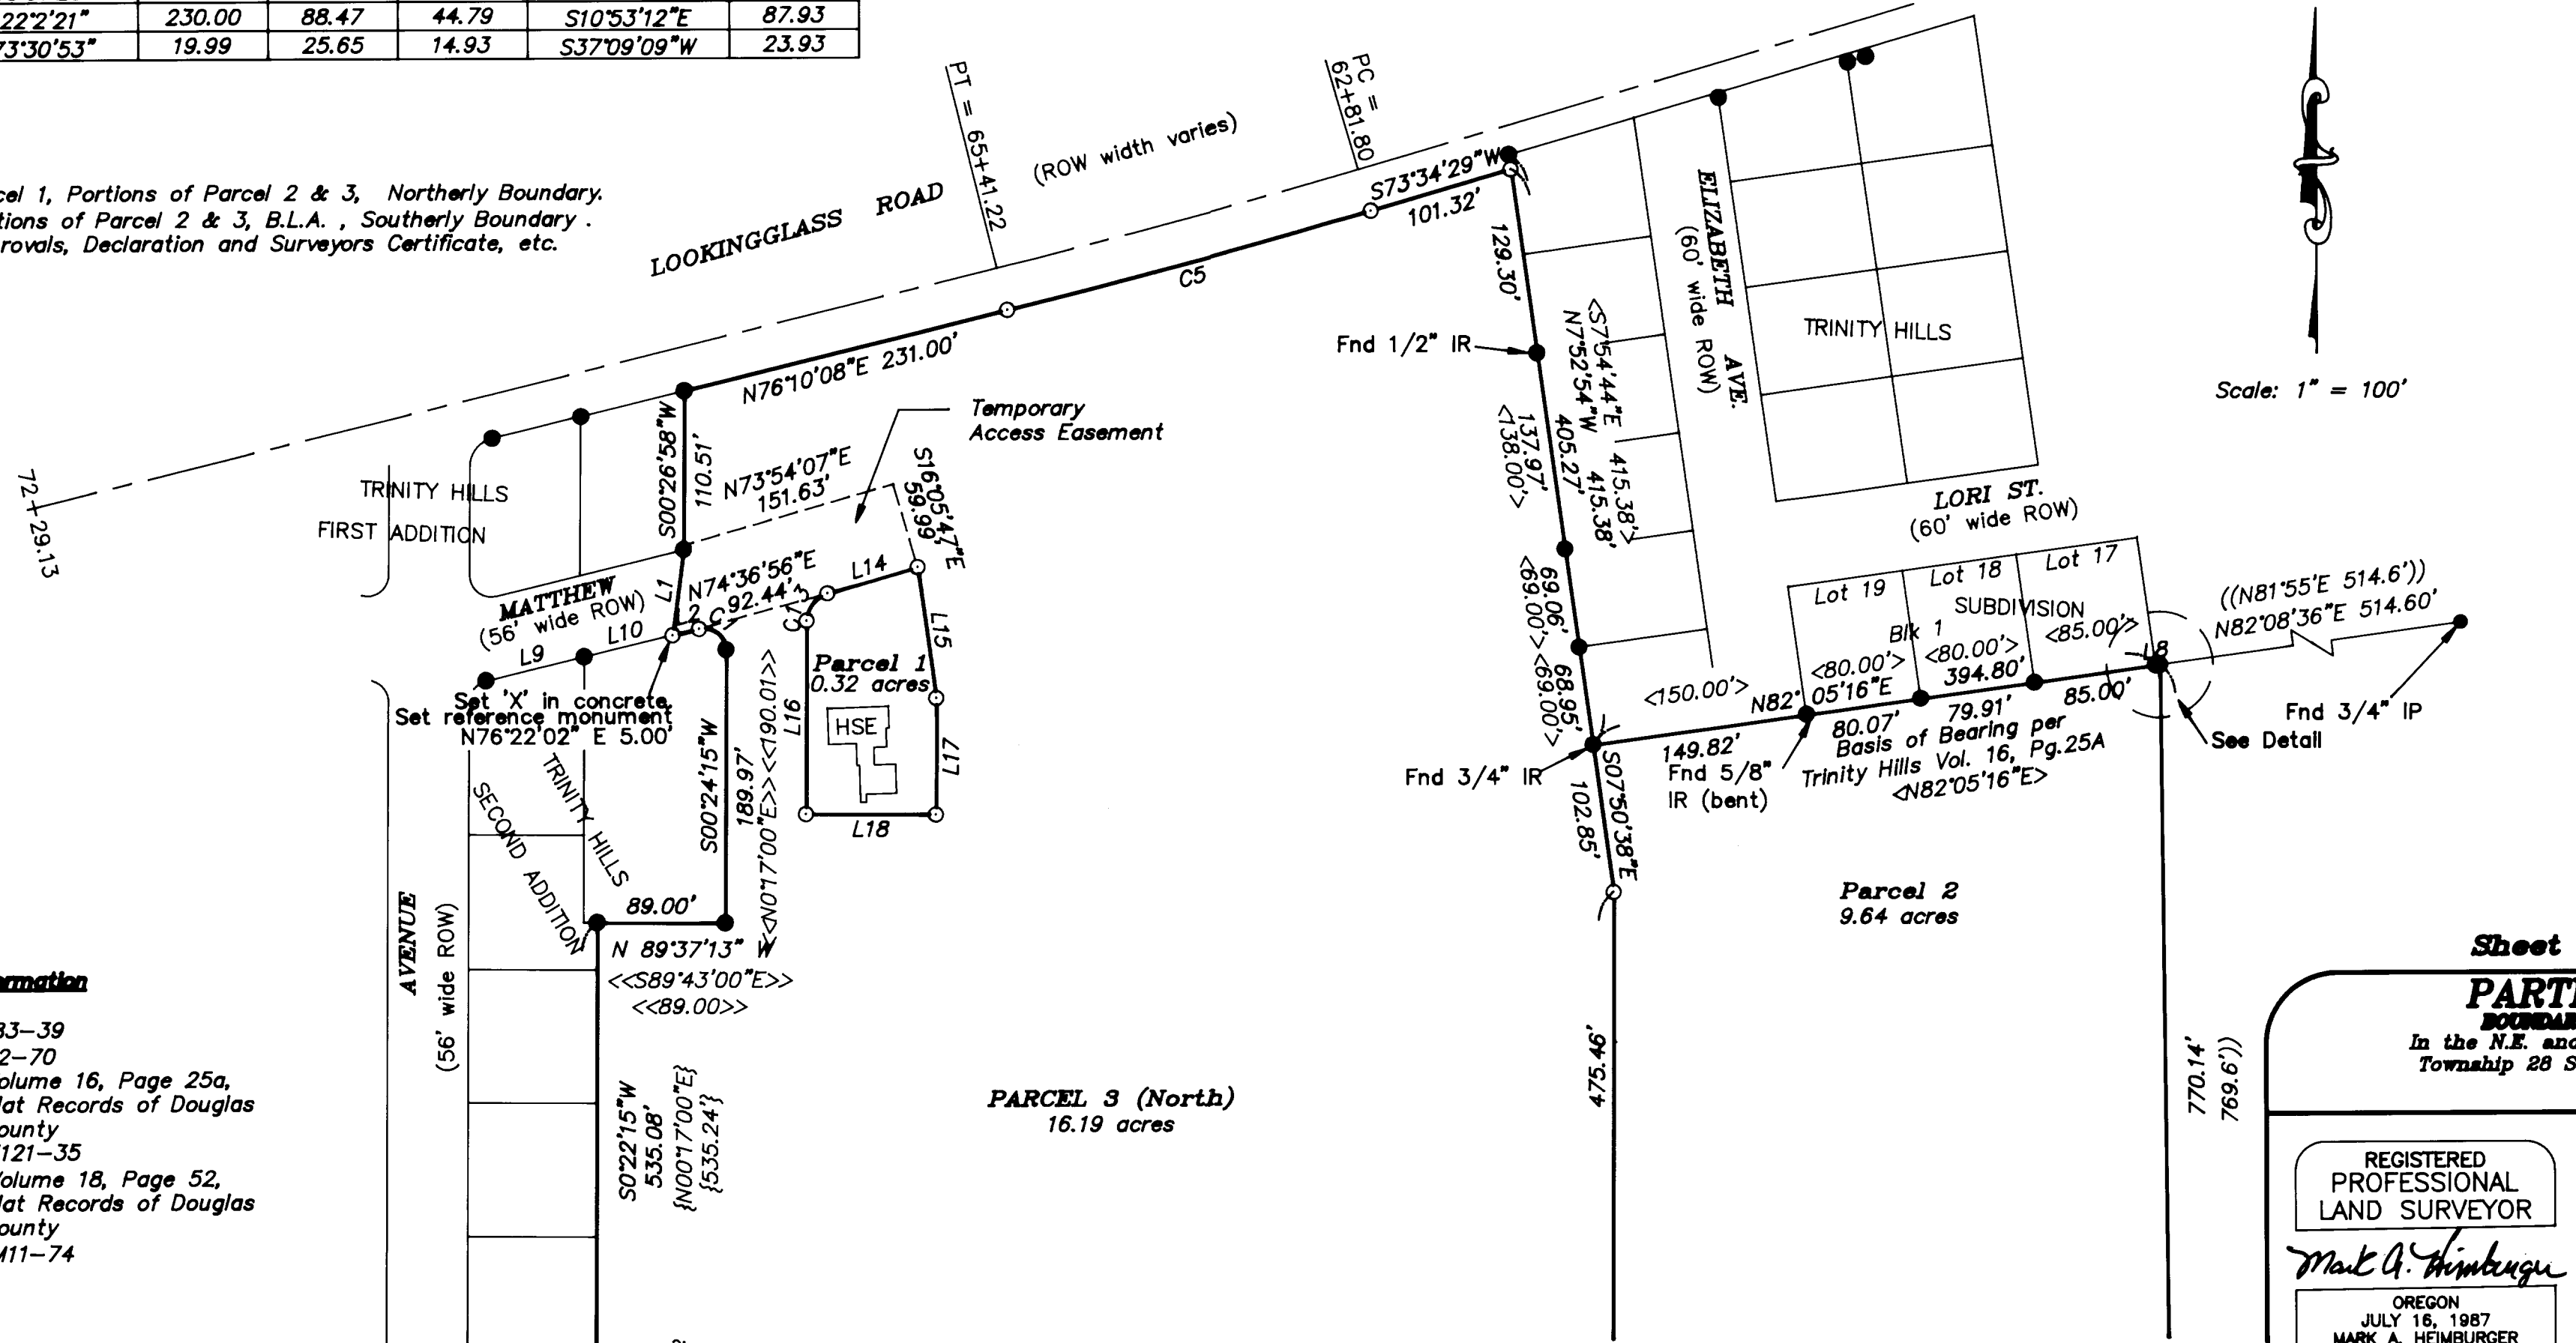 22°2'21" 230.00 88.47 44.79 S10°53'12"E 87.93
73°30'53" 19.99 25.65 14.93 S37°09'09"W 23.93
cel 1, Portions of Parcel 2 & 3, Northerly Boundary.
tions of Parcel 2 & 3, B.L.A. , Southerly Boundary .
rovals, Declaration and Surveyors Certificate, etc.
PT = 65+41.22
(ROW width varies)
PC =
62+81.80
LOOKINGGLASS ROAD
S73°34'29"W
101.32'
C5
N76°10'08"E 231.00'
72+29.13
TRINITY HILLS
FIRST ADDITION
S00°26'58"W
110.51'
N73°54'07"E
151.63'
Temporary
Access Easement
S16°05'47"E
59.99'
MATTHEW
(56' wide ROW)
L1
N74°36'56"E
92.44'
L14
L15
L9
L10
Parcel 1
0.32 acres
HSE
L16
L17
L18
Set 'X' in concrete,
Set reference monument
N76°22'02" E 5.00'
TRINITY HILLS
SECOND ADDITION
S00°24'15"W
189.97'
<<N0°17'00"E>><<190.01>>
89.00'
N 89°37'13" W
<<S89°43'00"E>>
<<89.00>>
AVENUE
(56' wide ROW)
S0°22'15"W
535.08'
{N00°17'00"E}
{535.24'}
PARCEL 3 (North)
16.19 acres
129.30'
Fnd 1/2" IR
<S7°54'44"E 415.38'>
N7°52'54"W 415.38'
405.27'
137.97'
<138.00'>
69.06'
<69.00'>
68.95'
<69.00'>
ELIZABETH AVE.
(60' wide ROW)
TRINITY HILLS
LORI ST.
(60' wide ROW)
Scale: 1" = 100'
Lot 19
Lot 18
Lot 17
SUBDIVISION
Blk 1
<150.00'>
<80.00'>
<80.00'>
<85.00'>
N82°05'16"E
394.80'
L8
((N81°55'E 514.6'))
N82°08'36"E 514.60'
149.82'
80.07'
79.91'
85.00'
Fnd 3/4" IR
Fnd 5/8"
IR (bent)
Basis of Bearing per
Trinity Hills Vol. 16, Pg.25A
<N82°05'16"E>
See Detail
Fnd 3/4" IP
S07°50'38"E
102.85'
475.46'
Parcel 2
9.64 acres
770.14'
769.6'))
rmation
33-39
2-70
olume 16, Page 25a,
lat Records of Douglas
ounty
121-35
olume 18, Page 52,
lat Records of Douglas
ounty
M11-74
Sheet
PARTI
BOUNDAR
In the N.E. and
Township 28 S
REGISTERED
PROFESSIONAL
LAND SURVEYOR
Mark A. Heimburger
OREGON
JULY 16, 1987
MARK A. HEIMBURGER